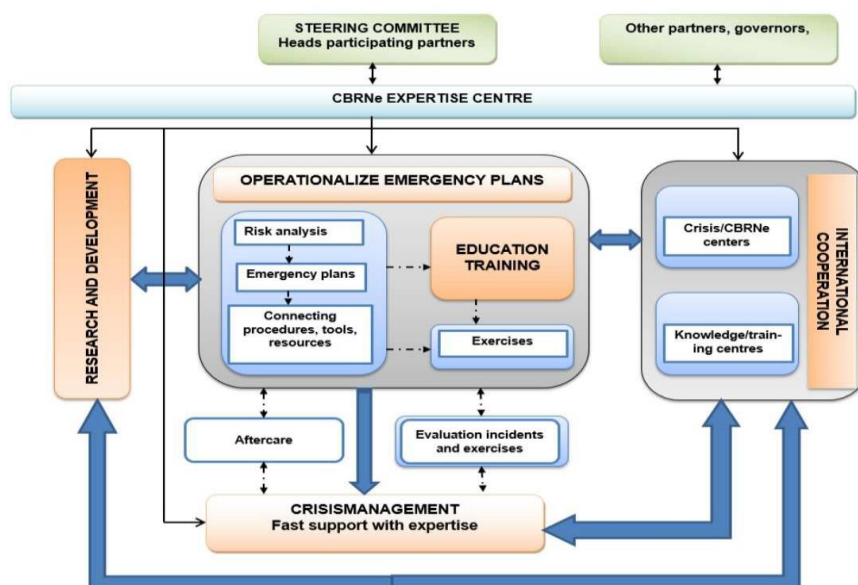 STEERING COMMITTEE
Heads participating partners
Other partners, governors,
CBRNe EXPERTISE CENTRE
RESEARCH AND DEVELOPMENT
OPERATIONALIZE EMERGENCY PLANS
Risk analysis
Emergency plans
Connecting
procedures, tools,
resources
EDUCATION
TRAINING
Exercises
Crisis/CBRNe
centers
Knowledge/train-
ing centres
INTERNATIONAL
COOPERATION
Aftercare
Evaluation incidents
and exercises
CRISISMANAGEMENT
Fast support with expertise